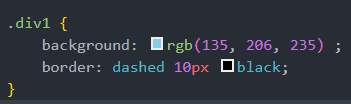 .div1 {
    background: rgb(135, 206, 235) ;
    border: dashed 10px black;
}